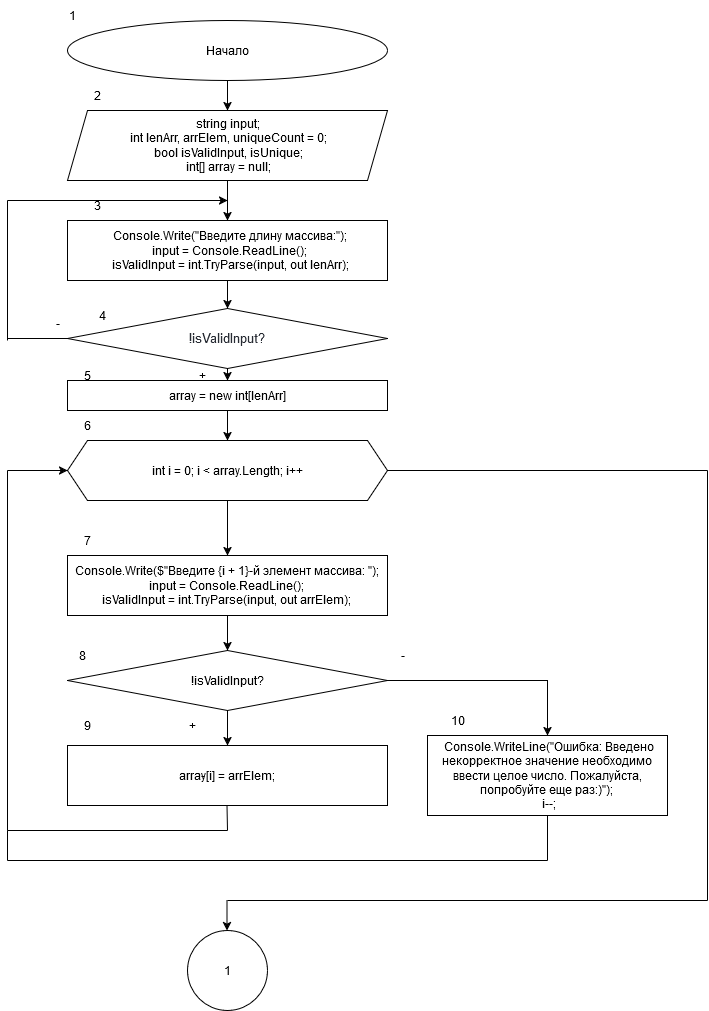 1
Начало
2
string input;
int lenArr, arrElem, uniqueCount = 0;
bool isValidInput, isUnique;
int[] array = null;
3
Console.Write("Введите длину массива:");
input = Console.ReadLine();
isValidInput = int.TryParse(input, out lenArr);
4
-
!isValidInput?
5
+
array = new int[lenArr]
6
int i = 0; i < array.Length; i++
7
Console.Write($"Введите {i + 1}-й элемент массива: ");
input = Console.ReadLine();
isValidInput = int.TryParse(input, out arrElem);
8
-
!isValidInput?
9
+
10
array[i] = arrElem;
Console.WriteLine("Ошибка: Введено
некорректное значение необходимо
ввести целое число. Пожалуйста,
попробуйте еще раз:)");
i--;
1